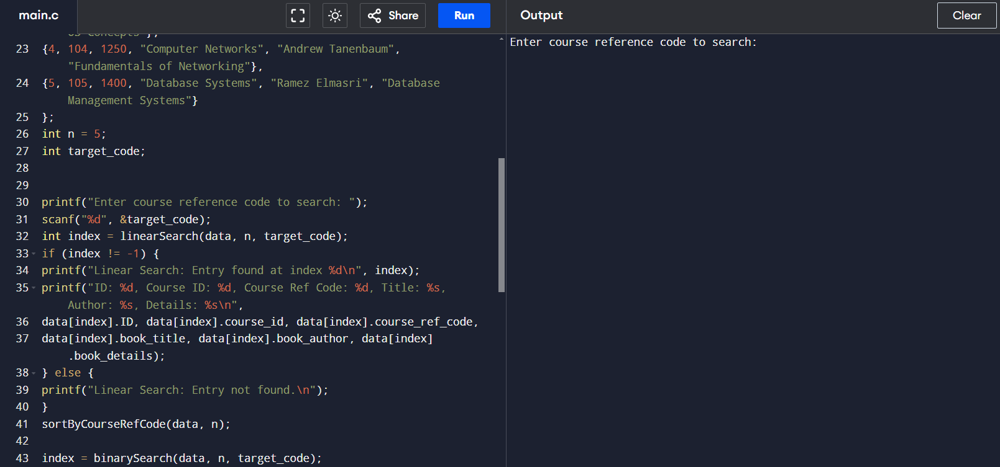 main.c
Share
Run
Output
Clear
23 {4, 104, 1250, "Computer Networks", "Andrew Tanenbaum",
"Fundamentals of Networking"},
24 {5, 105, 1400, "Database Systems", "Ramez Elmasri", "Database
Management Systems"}
25 };
26 int n = 5;
27 int target_code;
28
29
30 printf("Enter course reference code to search: ");
31 scanf("%d", &target_code);
32 int index = linearSearch(data, n, target_code);
33 if (index != -1) {
34 printf("Linear Search: Entry found at index %d\n", index);
35 printf("ID: %d, Course ID: %d, Course Ref Code: %d, Title: %s,
Author: %s, Details: %s\n",
36 data[index].ID, data[index].course_id, data[index].course_ref_code,
37 data[index].book_title, data[index].book_author, data[index]
.book_details);
38 } else {
39 printf("Linear Search: Entry not found.\n");
40 }
41 sortByCourseRefCode(data, n);
42
43 index = binarySearch(data, n, target_code);
Enter course reference code to search: